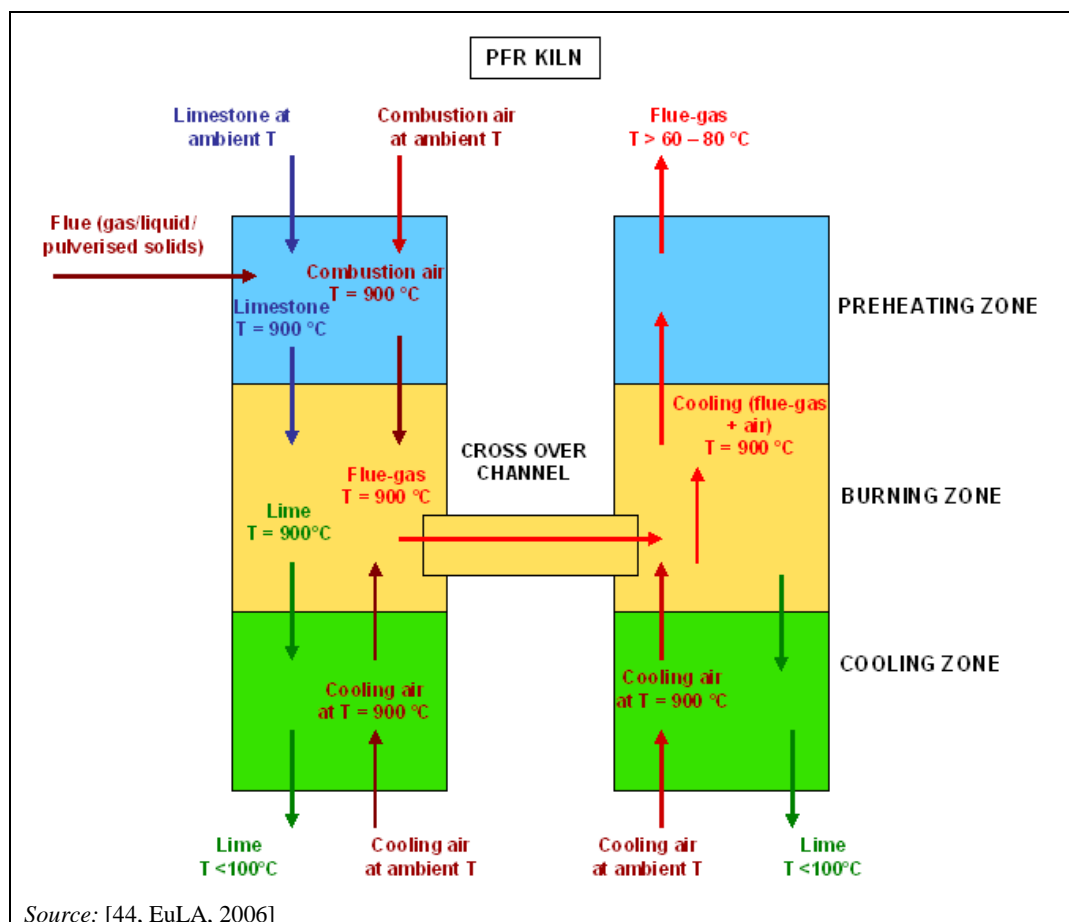 PFR KILN
Limestone at
ambient T
Combustion air
at ambient T
Flue-gas
T > 60 – 80 °C
Flue (gas/liquid/
pulverised solids)
Combustion air
T = 900 °C
Limestone
T = 900 °C
PREHEATING ZONE
Cooling (flue-gas
+ air)
T = 900 °C
CROSS OVER
CHANNEL
Flue-gas
T = 900 °C
BURNING ZONE
Lime
T = 900°C
COOLING ZONE
Cooling air
at T = 900 °C
Cooling air
at T = 900 °C
Lime
T <100°C
Cooling air
at ambient T
Cooling air
at ambient T
Lime
T <100°C
Source: [44, EuLA, 2006]